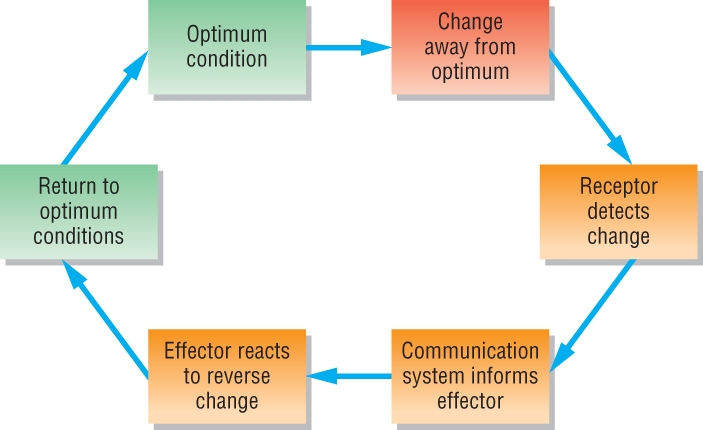 Optimum
condition
Change
away from
optimum
Receptor
detects
change
Communication
system informs
effector
Effector reacts
to reverse
change
Return to
optimum
conditions